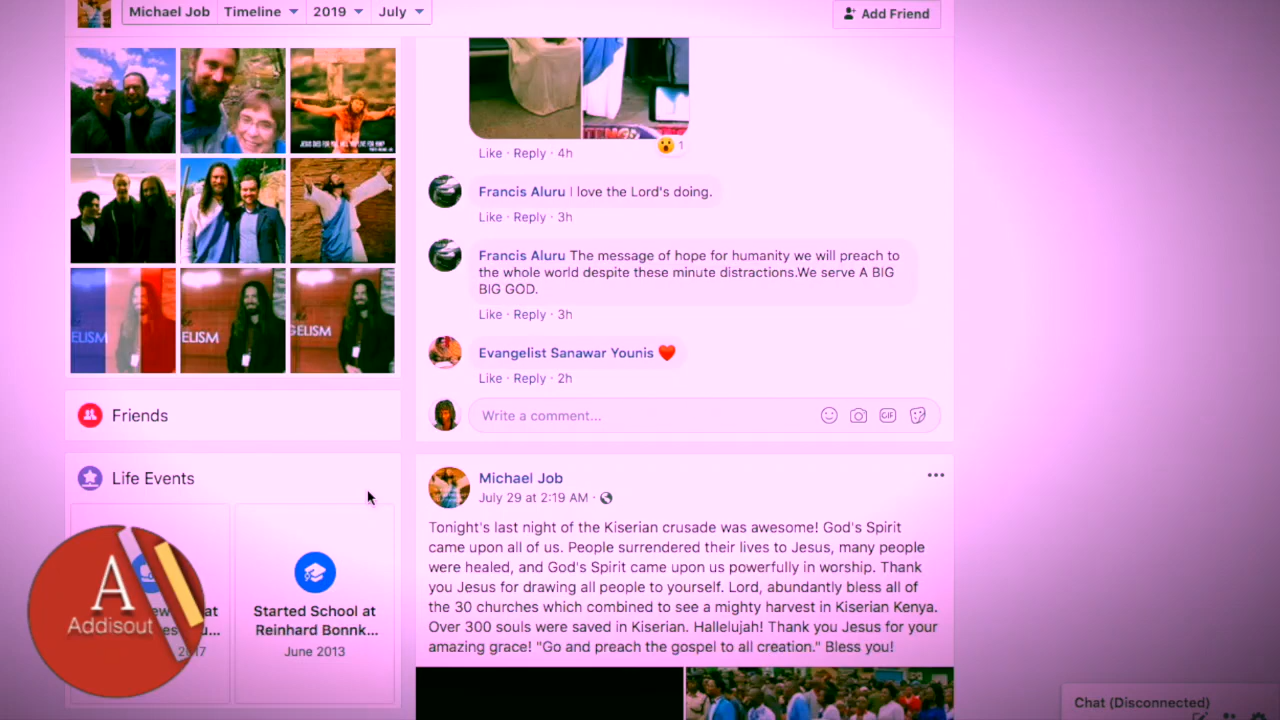 Michael Job Timeline 2019 July
Add Friend
Like · Reply · 4h
1
Francis Aluru I love the Lord's doing.
Like · Reply · 3h
Francis Aluru The message of hope for humanity we will preach to
the whole world despite these minute distractions.We serve A BIG
BIG GOD.
Like · Reply · 3h
Evangelist Sanawar Younis ❤️
Like · Reply · 2h
Write a comment...
GIF
ELISM
ELISM
GELISM
Friends
Life Events
Started School at
Reinhard Bonnk...
June 2013
2017
A
Addisout
Michael Job
July 29 at 2:19 AM ·
Tonight's last night of the Kiserian crusade was awesome! God's Spirit
came upon all of us. People surrendered their lives to Jesus, many people
were healed, and God's Spirit came upon us powerfully in worship. Thank
you Jesus for drawing all people to yourself. Lord, abundantly bless all of
the 30 churches which combined to see a mighty harvest in Kiserian Kenya.
Over 300 souls were saved in Kiserian. Hallelujah! Thank you Jesus for your
amazing grace! "Go and preach the gospel to all creation." Bless you!
Chat (Disconnected)